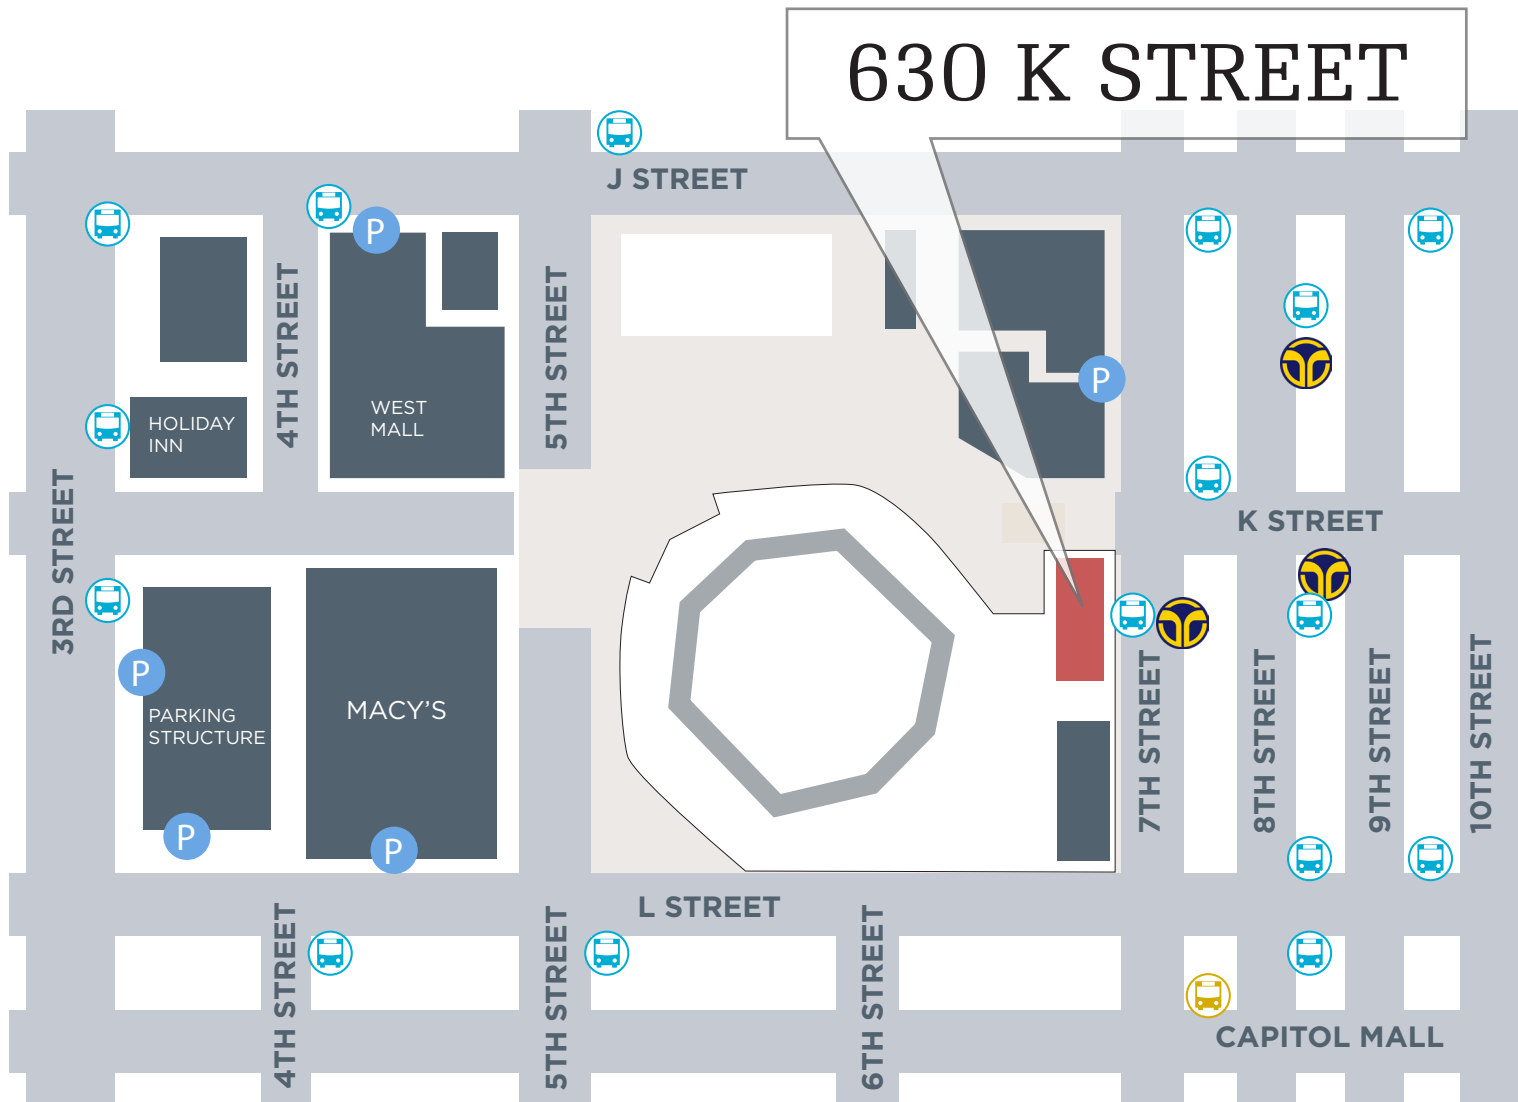 630 K STREET
J STREET
P
4TH STREET
5TH STREET
WEST
MALL
P
HOLIDAY
INN
3RD STREET
K STREET
P
PARKING
STRUCTURE
MACY'S
7TH STREET
8TH STREET
9TH STREET
10TH STREET
P
P
L STREET
4TH STREET
5TH STREET
6TH STREET
CAPITOL MALL